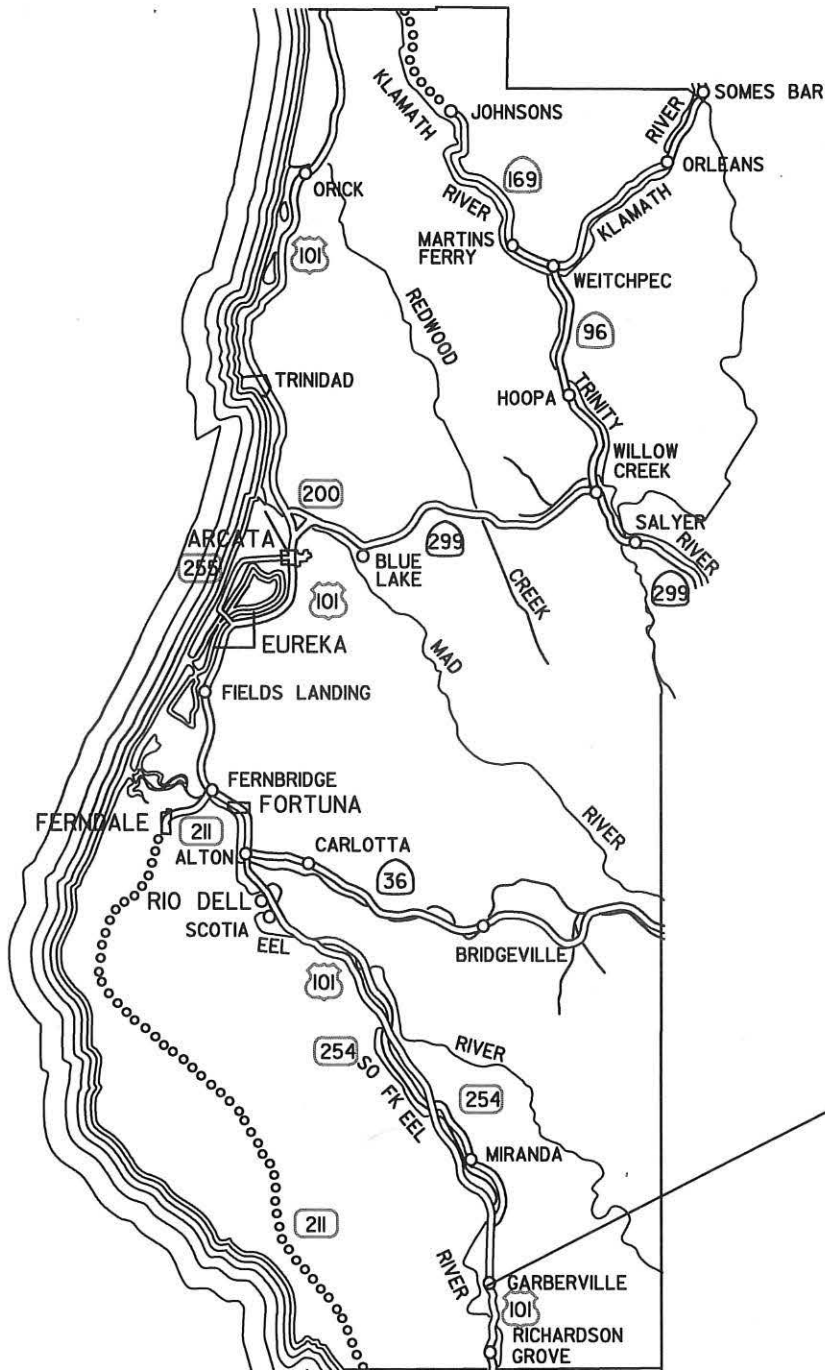 SOMES BAR
KLAMATH
JOHNSONS
RIVER
ORLEANS
ORICK
169
RIVER
KLAMATH
MARTINS
FERRY
101
WEITCHPEC
REDWOOD
96
TRINIDAD
HOOPA
TRINITY
WILLOW
CREEK
200
SALYER
ARCATA
299
BLUE
LAKE
RIVER
255
299
101
CREEK
EUREKA
MAD
FIELDS LANDING
FERNBRIDGE
FORTUNA
FERNDALE
211
RIVER
ALTON
CARLOTTA
36
RIO DELL
SCOTIA
EEL
BRIDGEVILLE
101
254
RIVER
SO FK EEL
254
MIRANDA
211
RIVER
GARBERVILLE
101
RICHARDSON
GROVE